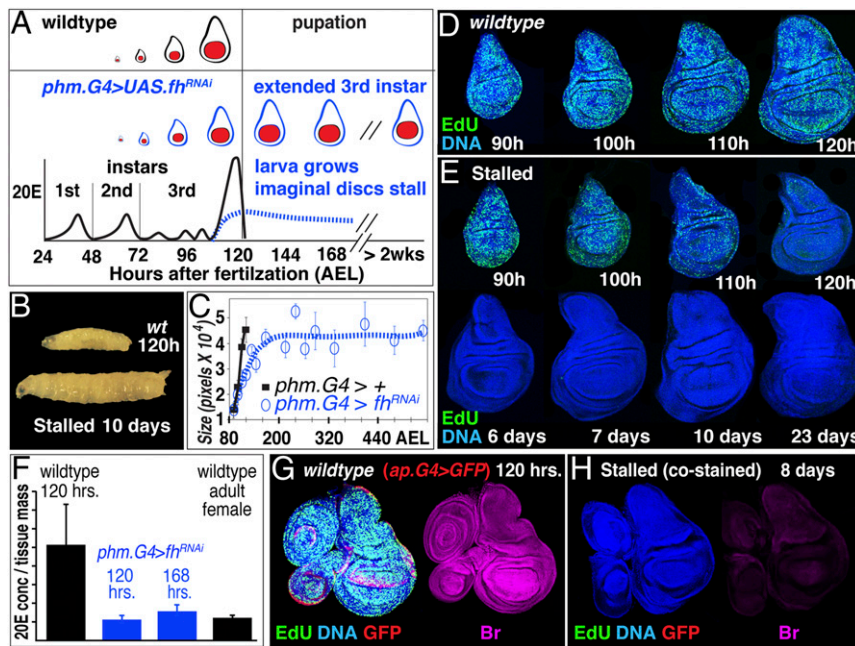 A wildtype pupation
phm.G4>UAS.fhRNAi extended 3rd instar
instars
1st 2nd 3rd
larva grows
imaginal discs stall
20E
24 48 72 96 120 144 168 > 2wks
Hours after fertilzation (AEL)
B
wt
120h
Stalled 10 days
C
5
4
3
2
1
Size (pixels X 10^4)
phm.G4 > +
phm.G4 > fhRNAi
80 200 320 440 AEL
D wildtype
EdU
DNA
90h 100h 110h 120h
E Stalled
90h 100h 110h 120h
EdU
DNA
6 days 7 days 10 days 23 days
F
wildtype
120 hrs.
wildtype
adult
female
phm.G4>fhRNAi
120
hrs.
168
hrs.
20E conc / tissue mass
G wildtype (ap.G4>GFP) 120 hrs.
EdU DNA GFP Br
H Stalled (co-stained) 8 days
EdU DNA GFP Br